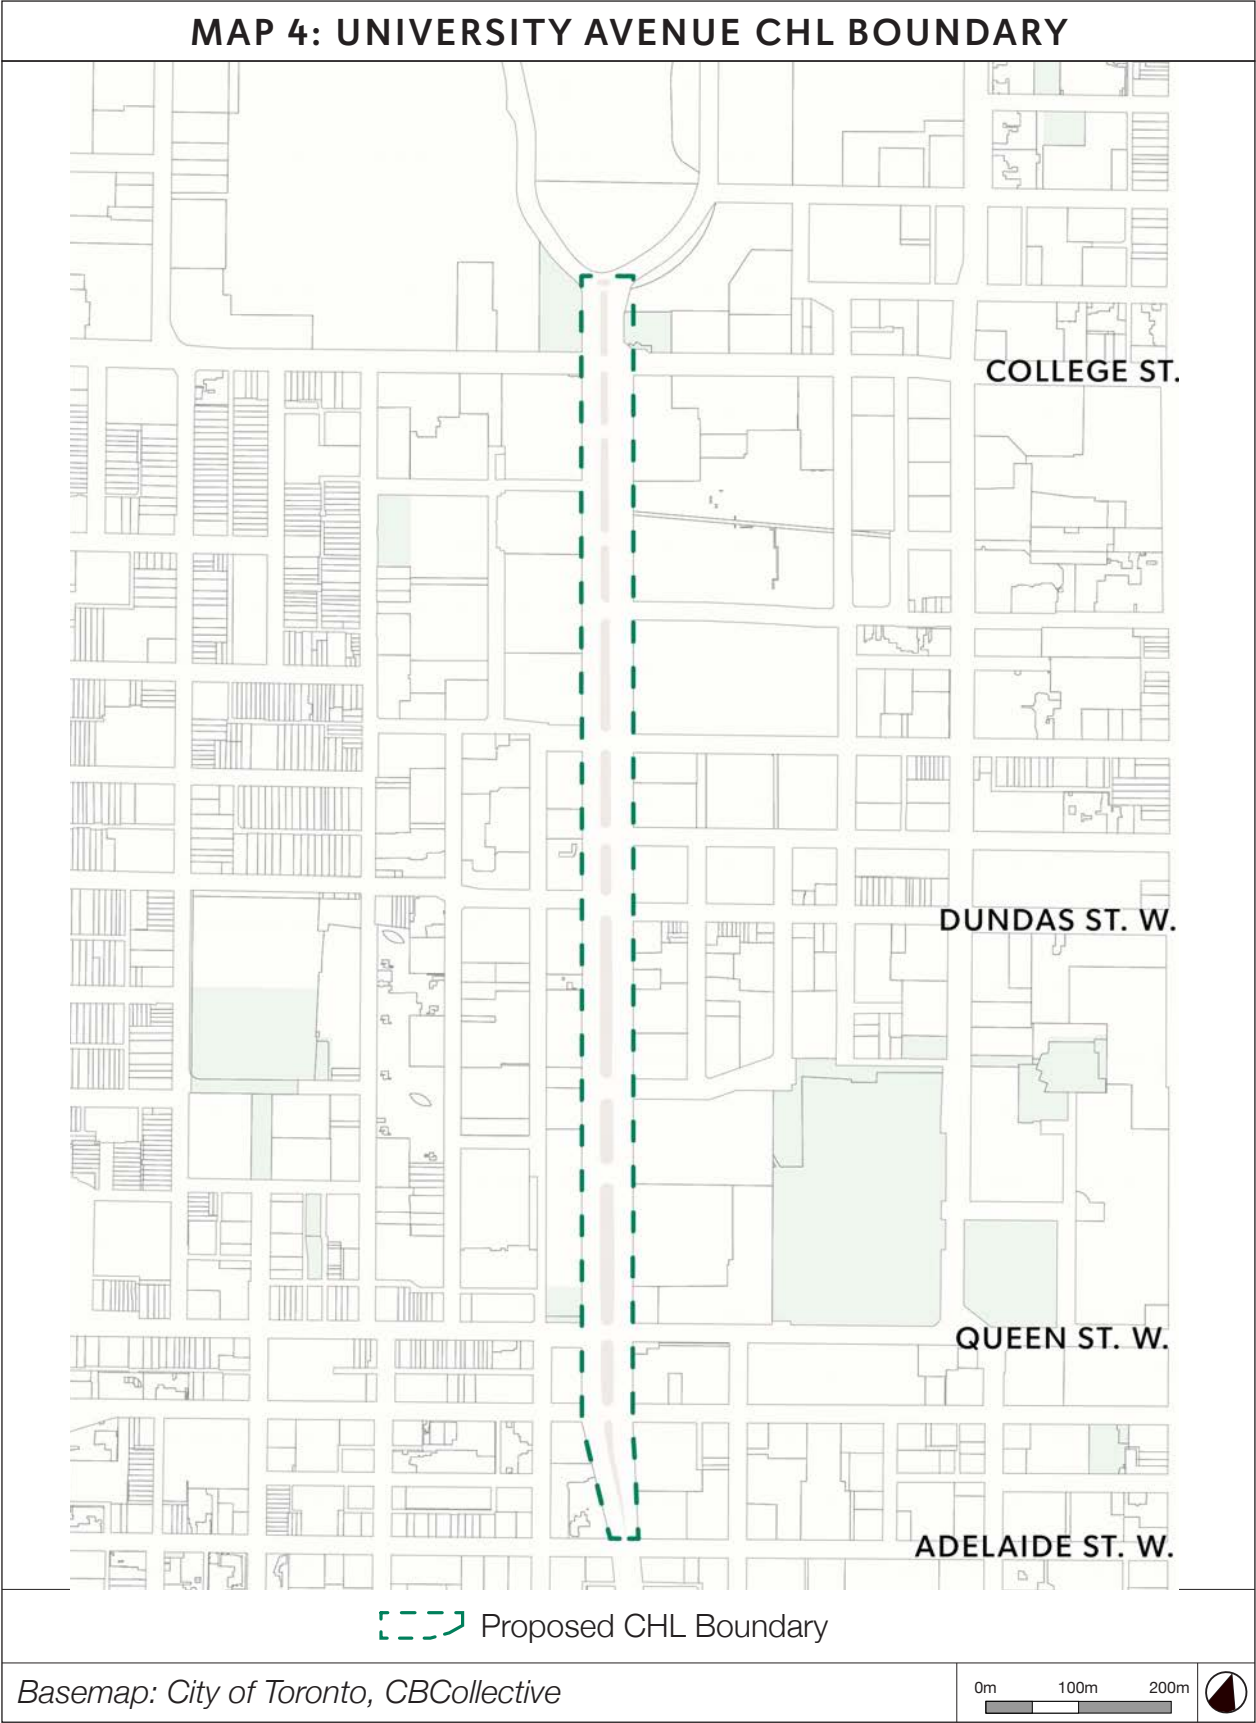 MAP 4: UNIVERSITY AVENUE CHL BOUNDARY
COLLEGE ST.
DUNDAS ST. W.
QUEEN ST. W.
ADELAIDE ST. W.
Proposed CHL Boundary
Basemap: City of Toronto, CBCollective
0m 100m 200m